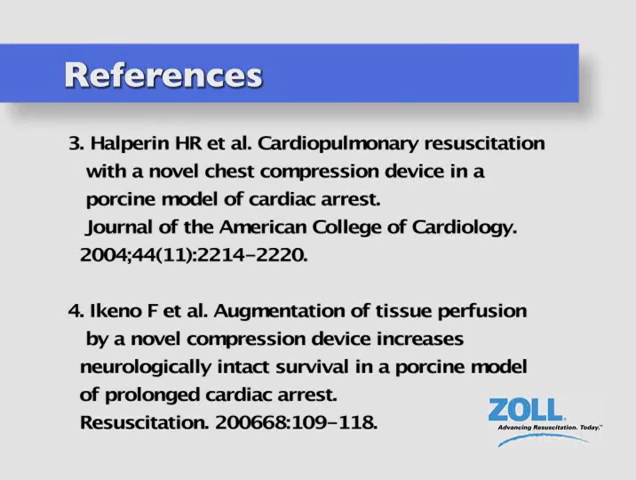 References
3. Halperin HR et al. Cardiopulmonary resuscitation
with a novel chest compression device in a
porcine model of cardiac arrest.
Journal of the American College of Cardiology.
2004;44(11):2214-2220.
4. Ikeno F et al. Augmentation of tissue perfusion
by a novel compression device increases
neurologically intact survival in a porcine model
of prolonged cardiac arrest.
Resuscitation. 200668:109-118.
ZOLL
Advancing Resuscitation. Today.™